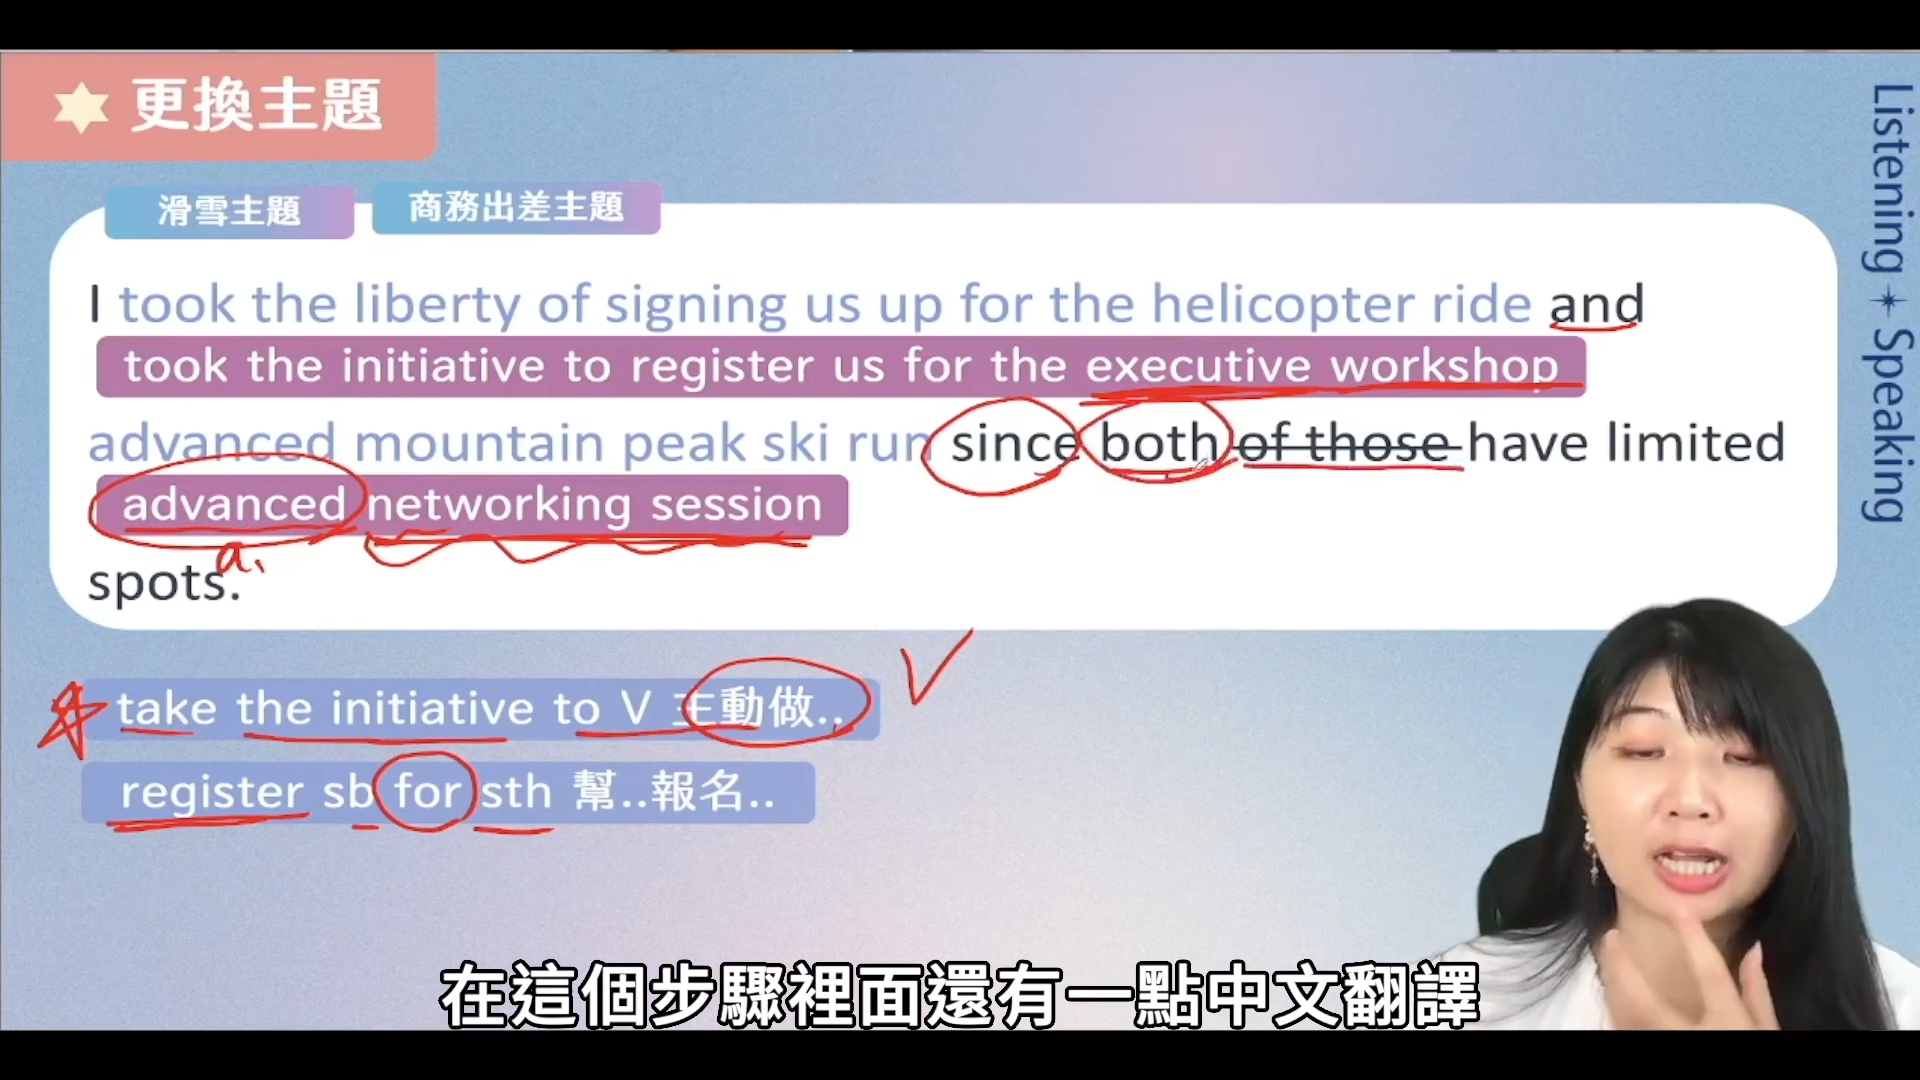 更換主題
滑雪主題 商務出差主題
I took the liberty of signing us up for the helicopter ride and
took the initiative to register us for the executive workshop
advanced mountain peak ski run since both of those have limited
advanced networking session
a.
spots.
take the initiative to V 主動做..
register sb for sth 幫..報名..
在這個步驟裡面還有一點中文翻譯
Listening Speaking